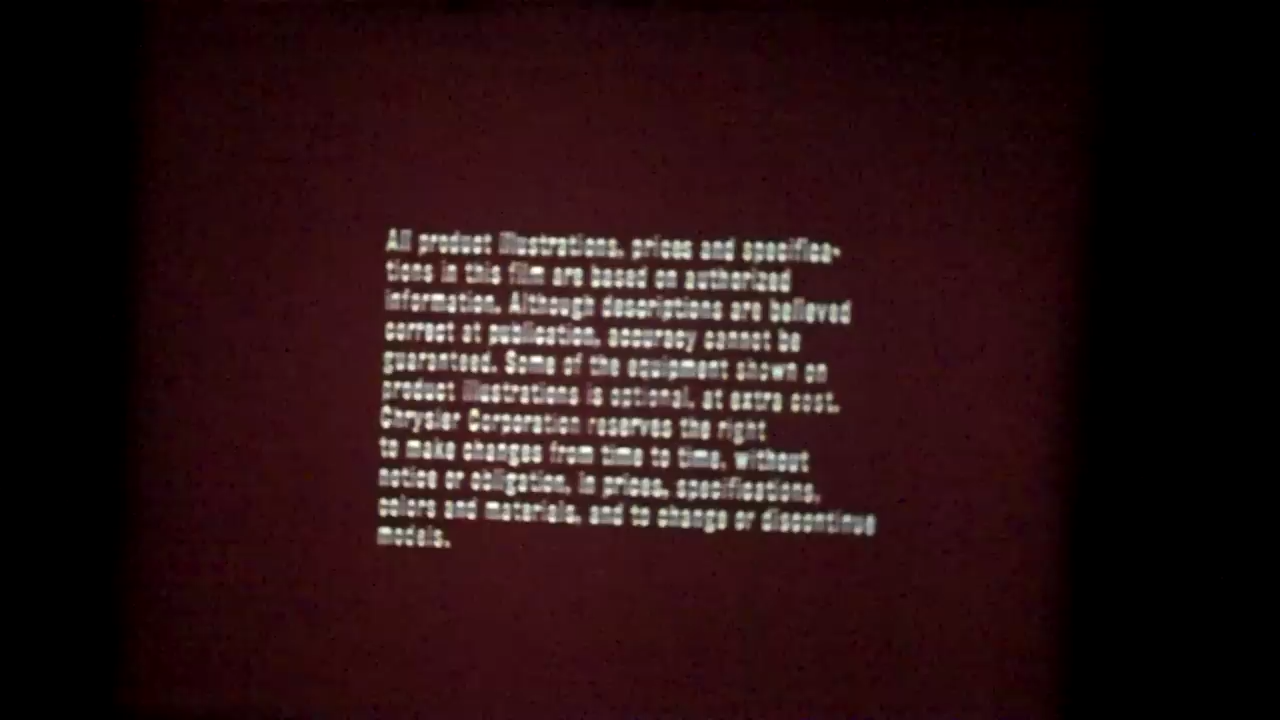 All product illustrations, prices and specifica-
tions in this film are based on authorized
information. Although descriptions are believed
correct at publication, accuracy cannot be
guaranteed. Some of the equipment shown on
product illustrations is optional, at extra cost.
Chrysler Corporation reserves the right
to make changes from time to time, without
notice or obligation, in prices, specifications,
colors and materials, and to change or discontinue
models.